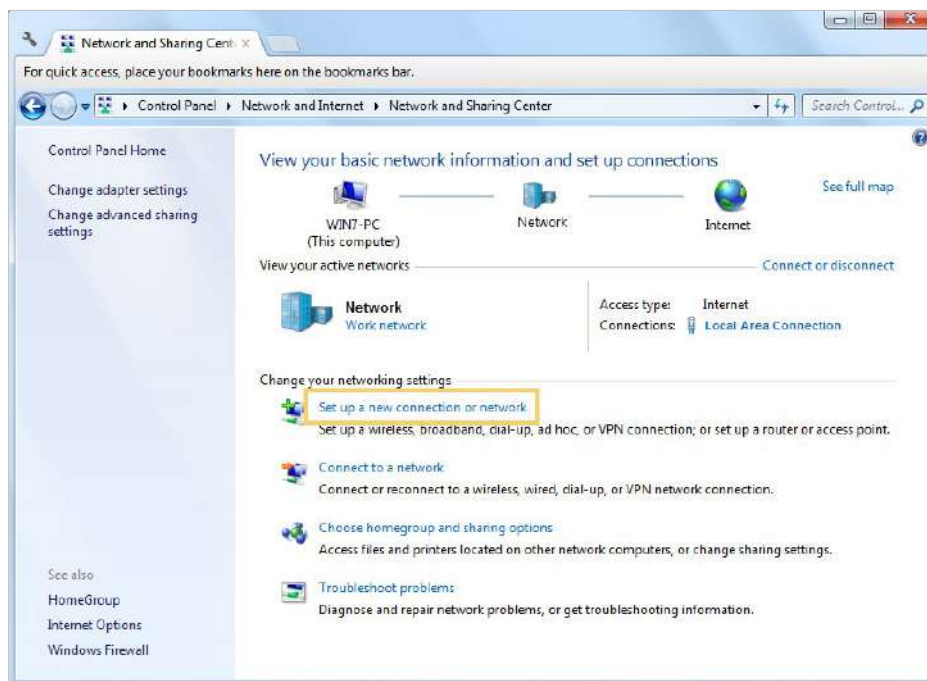 Network and Sharing Cent
For quick access, place your bookmarks here on the bookmarks bar.
Control Panel Network and Internet Network and Sharing Center
Search Control...
Control Panel Home
Change adapter settings
Change advanced sharing
settings
View your basic network information and set up connections
See full map
WIN7-PC
(This computer)
Network
Internet
View your active networks
Connect or disconnect
Network
Work network
Access type: Internet
Connections: Local Area Connection
Change your networking settings
Set up a new connection or network
Set up a wireless, broadband, dial-up, ad hoc, or VPN connection; or set up a router or access point.
Connect to a network
Connect or reconnect to a wireless, wired, dial-up, or VPN network connection.
Choose homegroup and sharing options
Access files and printers located on other network computers, or change sharing settings.
Troubleshoot problems
Diagnose and repair network problems, or get troubleshooting information.
See also
HomeGroup
Internet Options
Windows Firewall